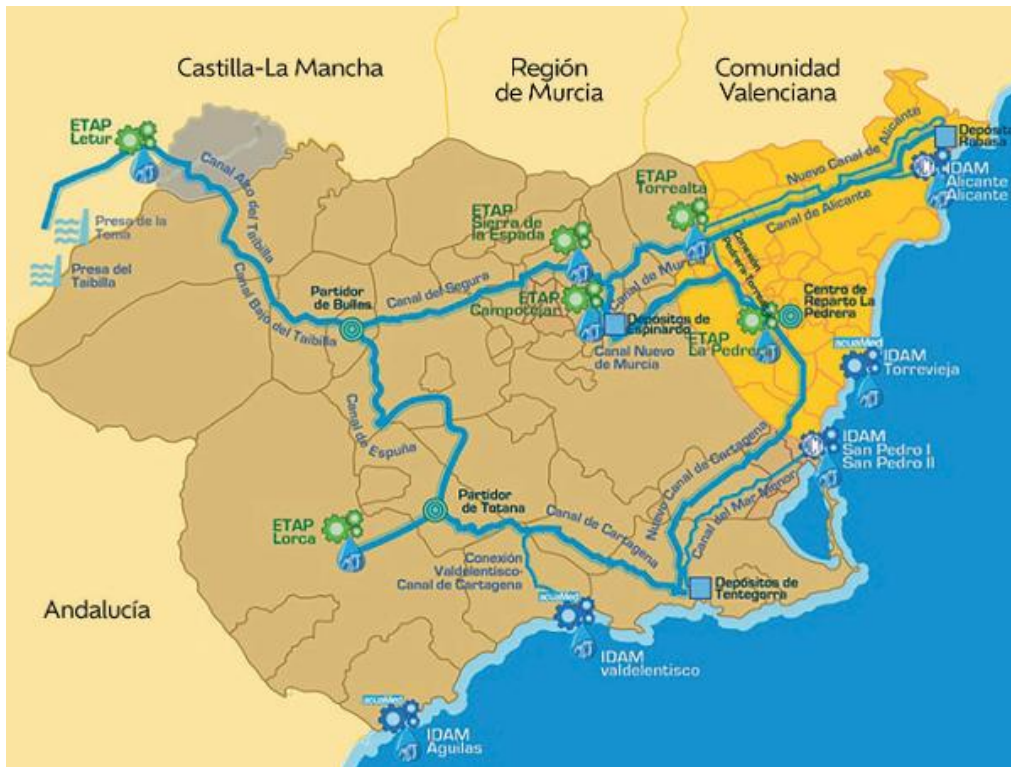 Castilla-La Mancha
Región
de Murcia
Comunidad
Valenciana
ETAP
Letur
Canal Alto del Taibilla
Presa de la
Toma
Presa del
Taibilla
Canal Bajo del Taibilla
Partidor
de Bulles
Canal del Segura
ETAP
Sierra de
la Espada
ETAP
Campotejar
Depósitos de
Espinardo
Canal Nuevo
de Murcia
Canal de Murcia
ETAP
Torrealta
Nuevo Canal de Alicante
Canal de Alicante
Depósito
Rabasa
IDAM
Alicante
Alicante
Conexión
Pedrera
Centro de
Reparto La
Pedrera
ETAP
La Pedrera
acuaMed
IDAM
Torrevieja
IDAM
San Pedro I
San Pedro II
Canal de Espuña
Partidor
de Totana
ETAP
Lorca
Canal de Cartagena
Nuevo Canal de Cartagena
Canal del Mar Menor
Conexión
Valdelentisco-
Canal de Cartagena
Depósitos de
Tentegorra
Andalucía
acuaMed
IDAM
valdelentisco
acuaMed
IDAM
Aguilas